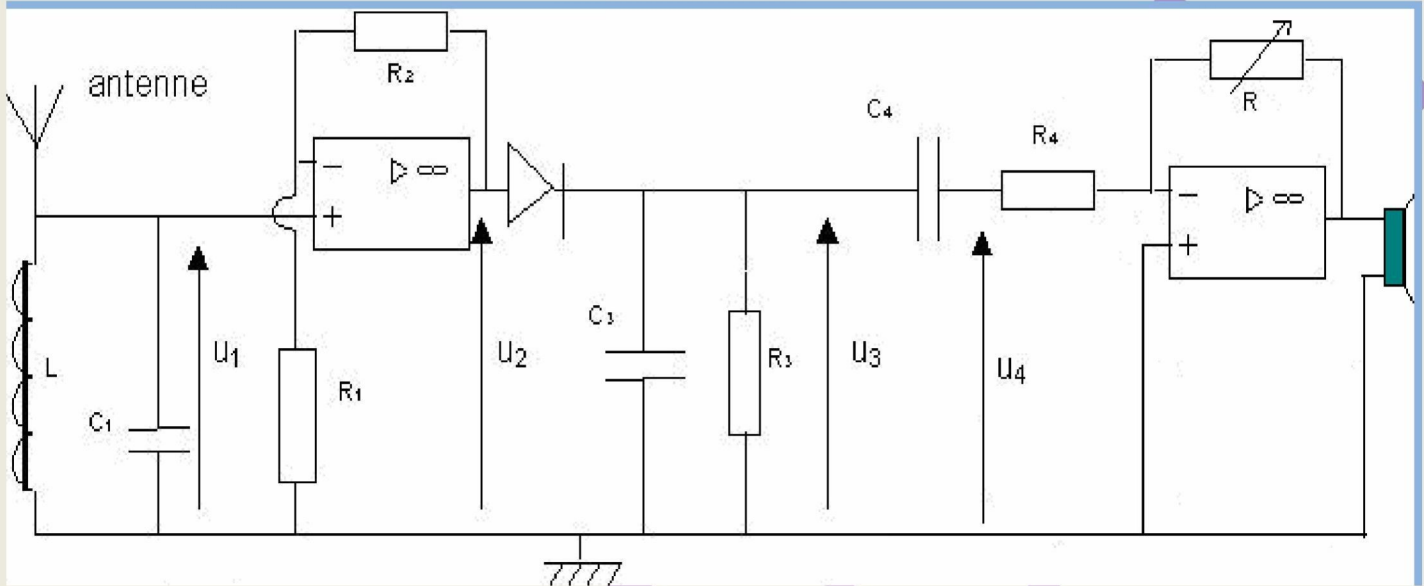 antenne
R₂
C₄
R₄
R
− ▷ ∞
+
− ▷ ∞
+
u₁
u₂
C₃
R₃
u₃
u₄
L
C₁
R₁